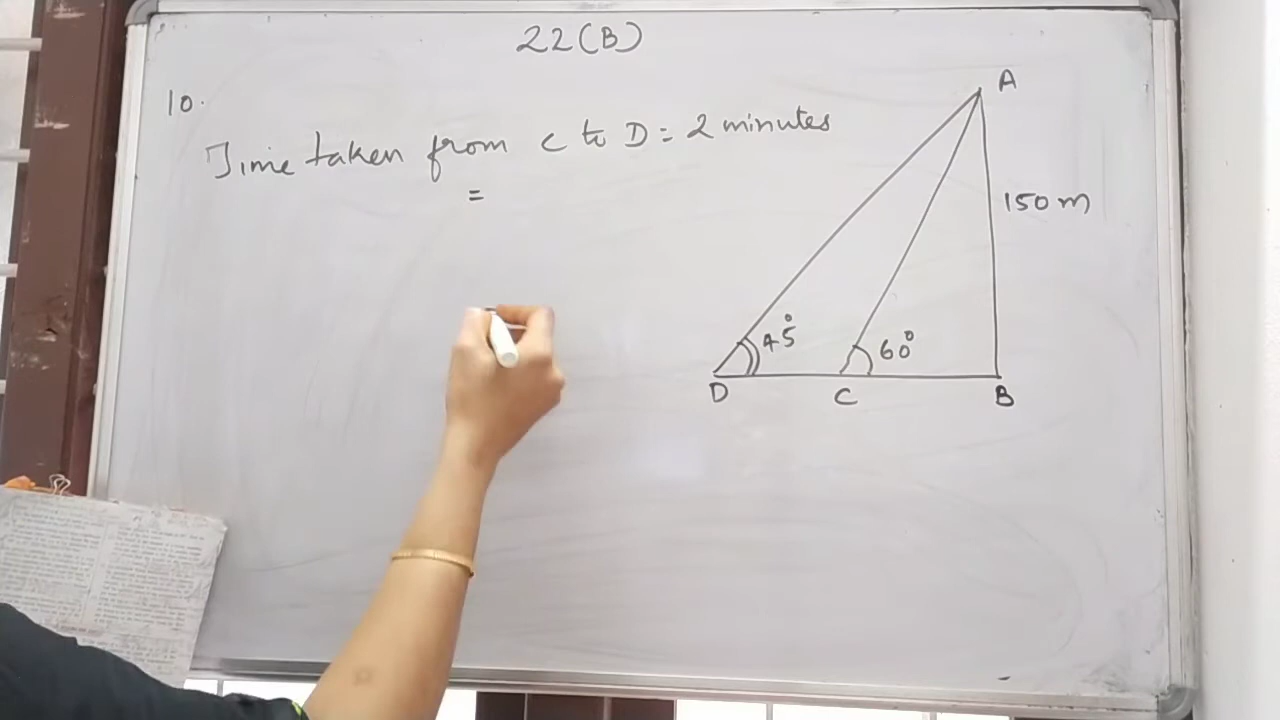 22(B)
10.
Time taken from C to D = 2 minutes
=
A
150 m
45°
60°
D
C
B